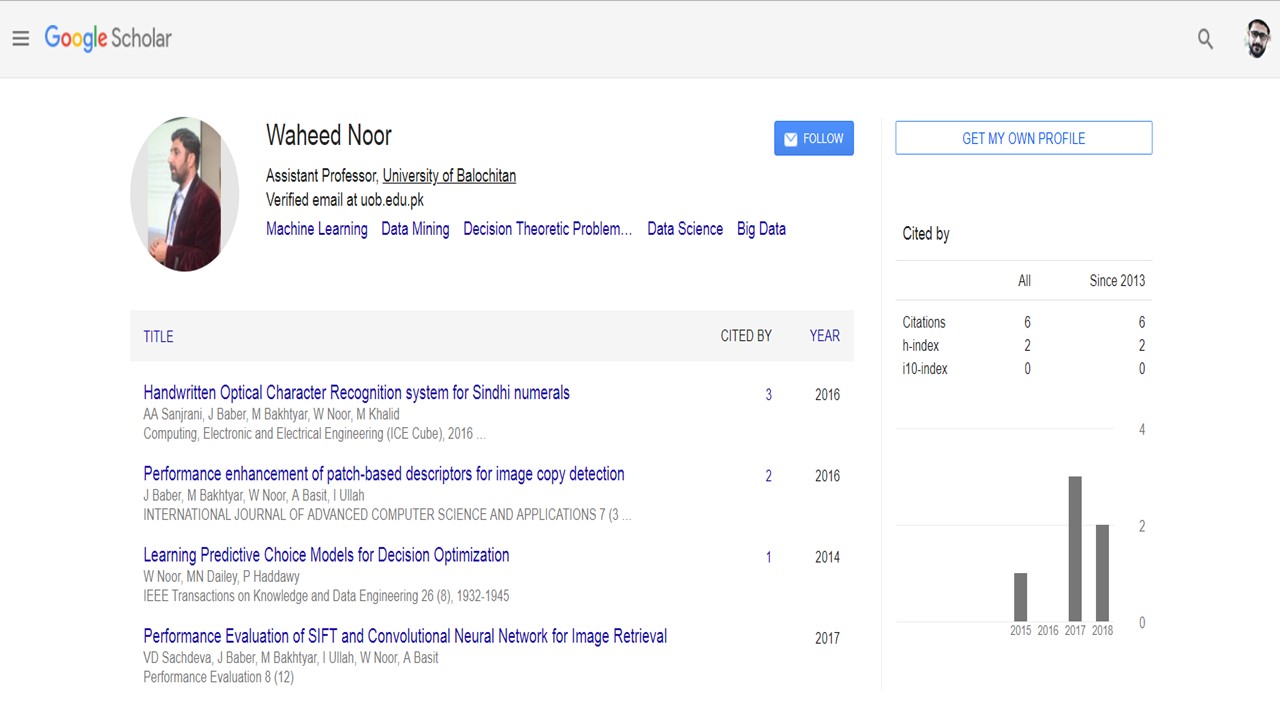 Google Scholar
Waheed Noor
FOLLOW
GET MY OWN PROFILE
Assistant Professor, University of Balochitan
Verified email at uob.edu.pk
Machine Learning Data Mining Decision Theoretic Problem... Data Science Big Data
Cited by
All Since 2013
Citations 6 6
h-index 2 2
i10-index 0 0
TITLE CITED BY YEAR
Handwritten Optical Character Recognition system for Sindhi numerals 3 2016
AA Sanjrani, J Baber, M Bakhtyar, W Noor, M Khalid
Computing, Electronic and Electrical Engineering (ICE Cube), 2016 ...
Performance enhancement of patch-based descriptors for image copy detection 2 2016
J Baber, M Bakhtyar, W Noor, A Basit, I Ullah
INTERNATIONAL JOURNAL OF ADVANCED COMPUTER SCIENCE AND APPLICATIONS 7 (3 ...
Learning Predictive Choice Models for Decision Optimization 1 2014
W Noor, MN Dailey, P Haddawy
IEEE Transactions on Knowledge and Data Engineering 26 (8), 1932-1945
Performance Evaluation of SIFT and Convolutional Neural Network for Image Retrieval 2017
VD Sachdeva, J Baber, M Bakhtyar, I Ullah, W Noor, A Basit
Performance Evaluation 8 (12)
4
2
0
2015 2016 2017 2018